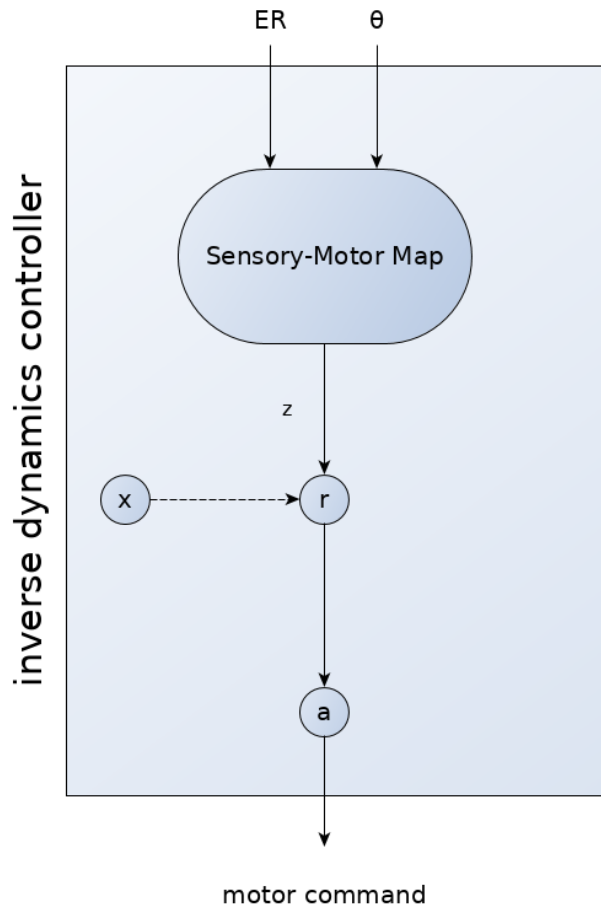 ER
θ
inverse dynamics controller
Sensory-Motor Map
z
x
r
a
motor command